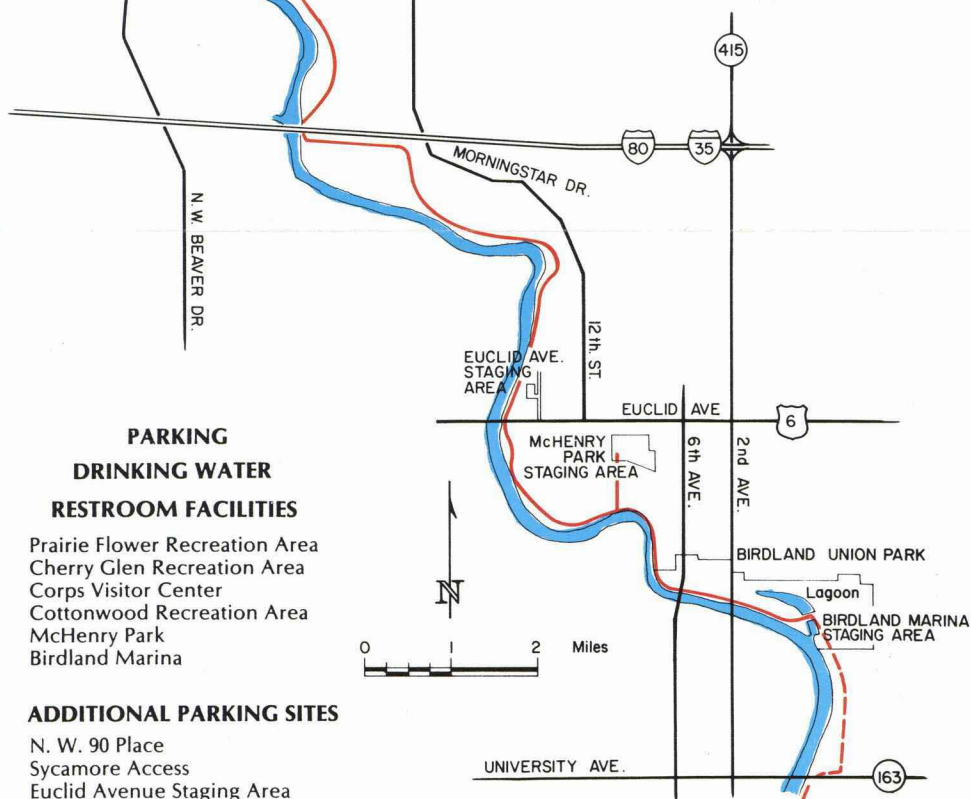 415
80
35
MORNINGSTAR DR.
N.W. BEAVER DR.
12th. ST.
EUCLID AVE.
STAGING
AREA
EUCLID AVE
6
McHENRY
PARK
STAGING AREA
6th AVE.
2nd AVE.
PARKING
DRINKING WATER
RESTROOM FACILITIES
Prairie Flower Recreation Area
Cherry Glen Recreation Area
Corps Visitor Center
Cottonwood Recreation Area
McHenry Park
Birdland Marina
N
0 1 2 Miles
BIRDLAND UNION PARK
Lagoon
BIRDLAND MARINA
STAGING AREA
ADDITIONAL PARKING SITES
N. W. 90 Place
Sycamore Access
Euclid Avenue Staging Area
UNIVERSITY AVE.
163